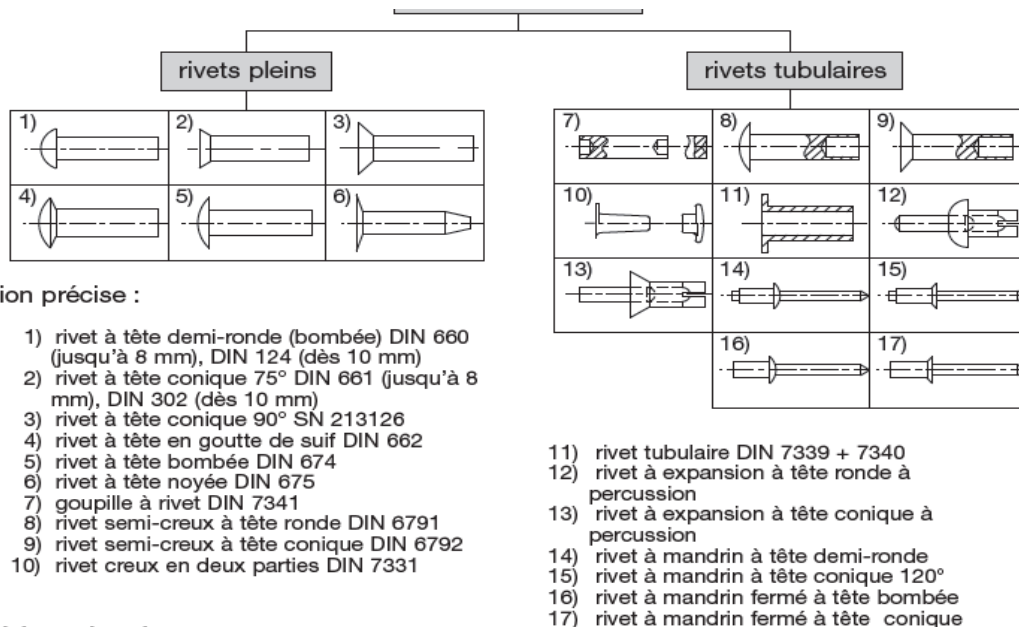 rivets pleins
rivets tubulaires
1)
2)
3)
4)
5)
6)
7)
8)
9)
10)
11)
12)
13)
14)
15)
16)
17)
ion précise :
1) rivet à tête demi-ronde (bombée) DIN 660
(jusqu'à 8 mm), DIN 124 (dès 10 mm)
2) rivet à tête conique 75° DIN 661 (jusqu'à 8
mm), DIN 302 (dès 10 mm)
3) rivet à tête conique 90° SN 213126
4) rivet à tête en goutte de suif DIN 662
5) rivet à tête bombée DIN 674
6) rivet à tête noyée DIN 675
7) goupille à rivet DIN 7341
8) rivet semi-creux à tête ronde DIN 6791
9) rivet semi-creux à tête conique DIN 6792
10) rivet creux en deux parties DIN 7331
11) rivet tubulaire DIN 7339 + 7340
12) rivet à expansion à tête ronde à
percussion
13) rivet à expansion à tête conique à
percussion
14) rivet à mandrin à tête demi-ronde
15) rivet à mandrin à tête conique 120°
16) rivet à mandrin fermé à tête bombée
17) rivet à mandrin fermé à tête conique